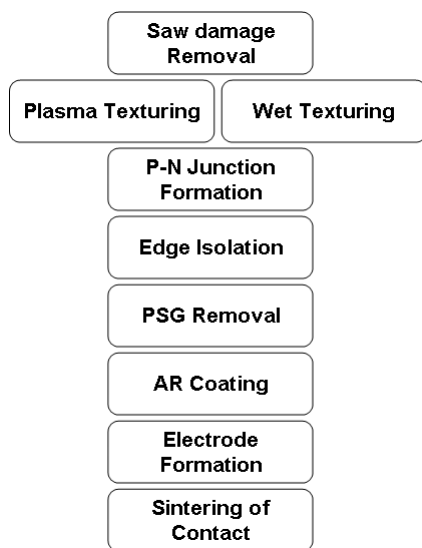 Saw damage
Removal
Plasma Texturing
Wet Texturing
P-N Junction
Formation
Edge Isolation
PSG Removal
AR Coating
Electrode
Formation
Sintering of
Contact